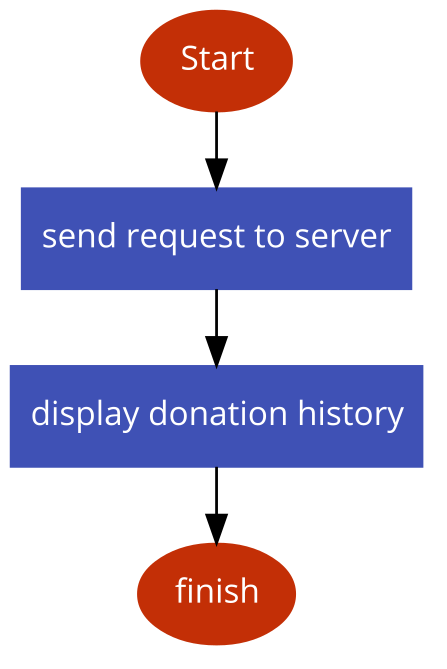 Start
send request to server
display donation history
finish